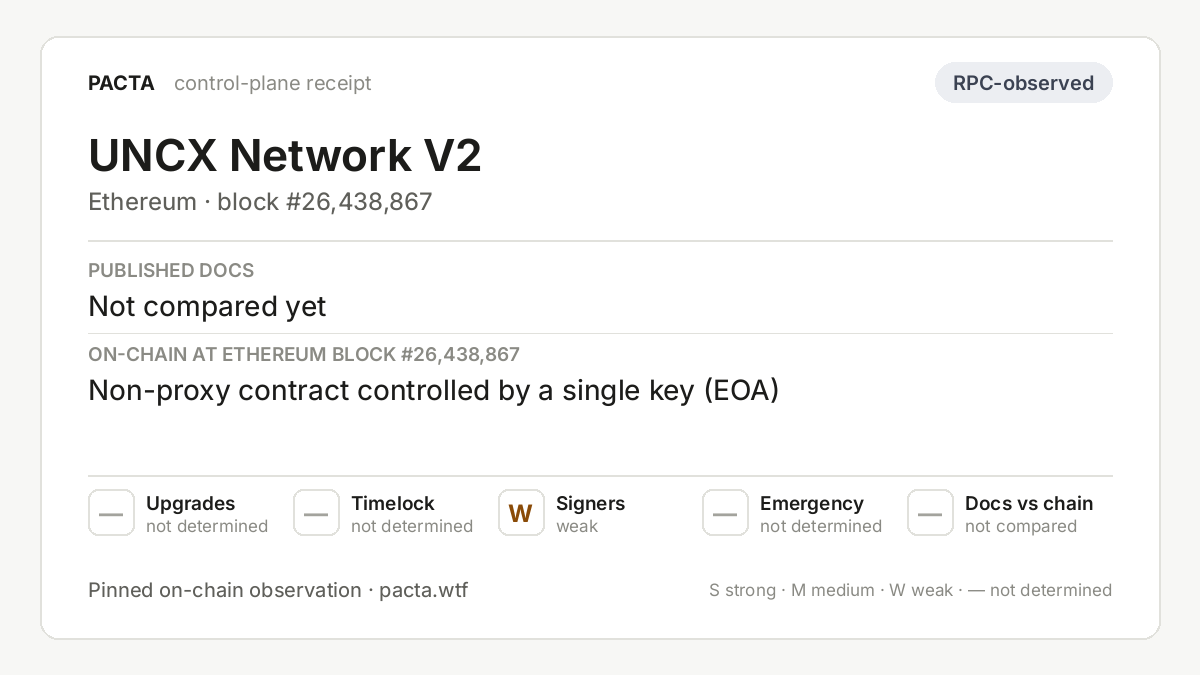 PACTA control-plane receipt RPC-observed
UNCX Network V2
Ethereum · block #26,438,867
PUBLISHED DOCS
Not compared yet
ON-CHAIN AT ETHEREUM BLOCK #26,438,867
Non-proxy contract controlled by a single key (EOA)
— Upgrades not determined
— Timelock not determined
W Signers weak
— Emergency not determined
— Docs vs chain not compared
Pinned on-chain observation · pacta.wtf
S strong · M medium · W weak · — not determined